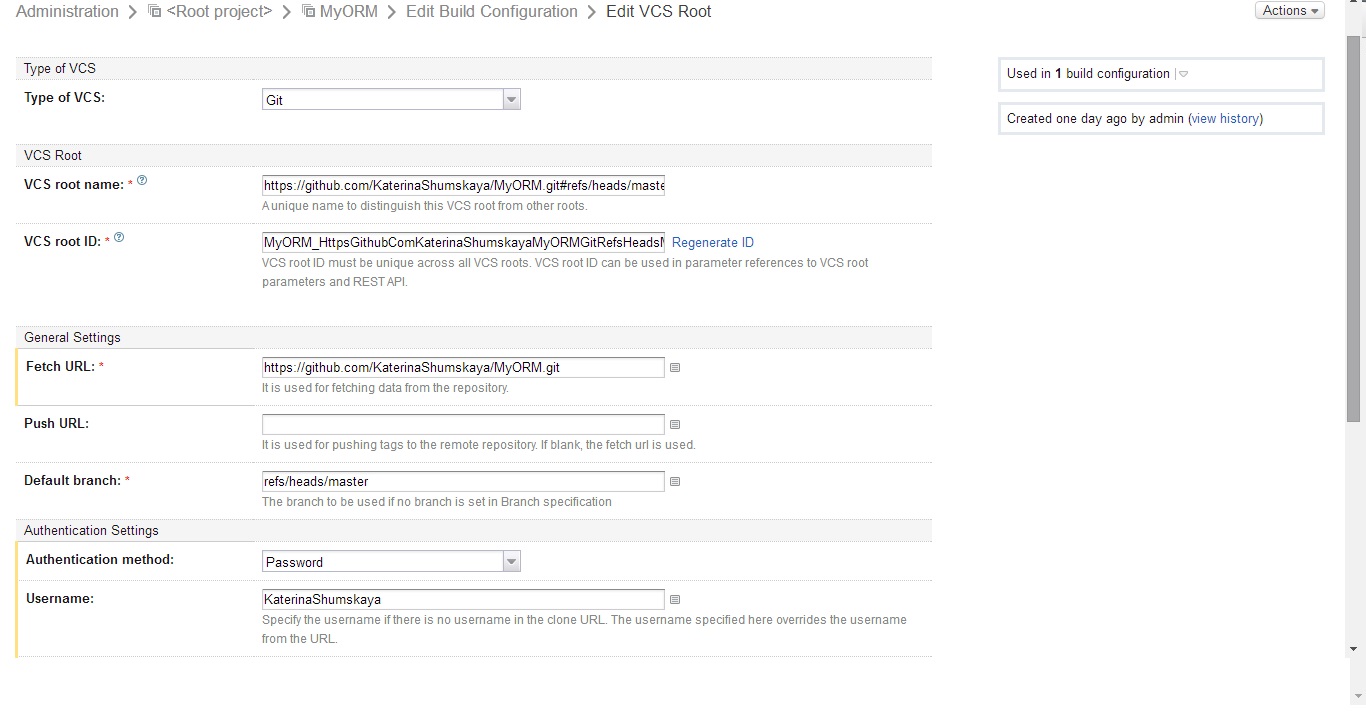 Administration > <Root project> > MyORM > Edit Build Configuration > Edit VCS Root
Actions
Type of VCS
Type of VCS:
Git
Used in 1 build configuration
Created one day ago by admin (view history)
VCS Root
VCS root name: *
https://github.com/KaterinaShumskaya/MyORM.git#refs/heads/maste
A unique name to distinguish this VCS root from other roots.
VCS root ID: *
MyORM_HttpsGithubComKaterinaShumskayaMyORMGitRefsHeadsM
Regenerate ID
VCS root ID must be unique across all VCS roots. VCS root ID can be used in parameter references to VCS root
parameters and REST API.
General Settings
Fetch URL: *
https://github.com/KaterinaShumskaya/MyORM.git
It is used for fetching data from the repository.
Push URL:
It is used for pushing tags to the remote repository. If blank, the fetch url is used.
Default branch: *
refs/heads/master
The branch to be used if no branch is set in Branch specification
Authentication Settings
Authentication method:
Password
Username:
KaterinaShumskaya
Specify the username if there is no username in the clone URL. The username specified here overrides the username
from the URL.